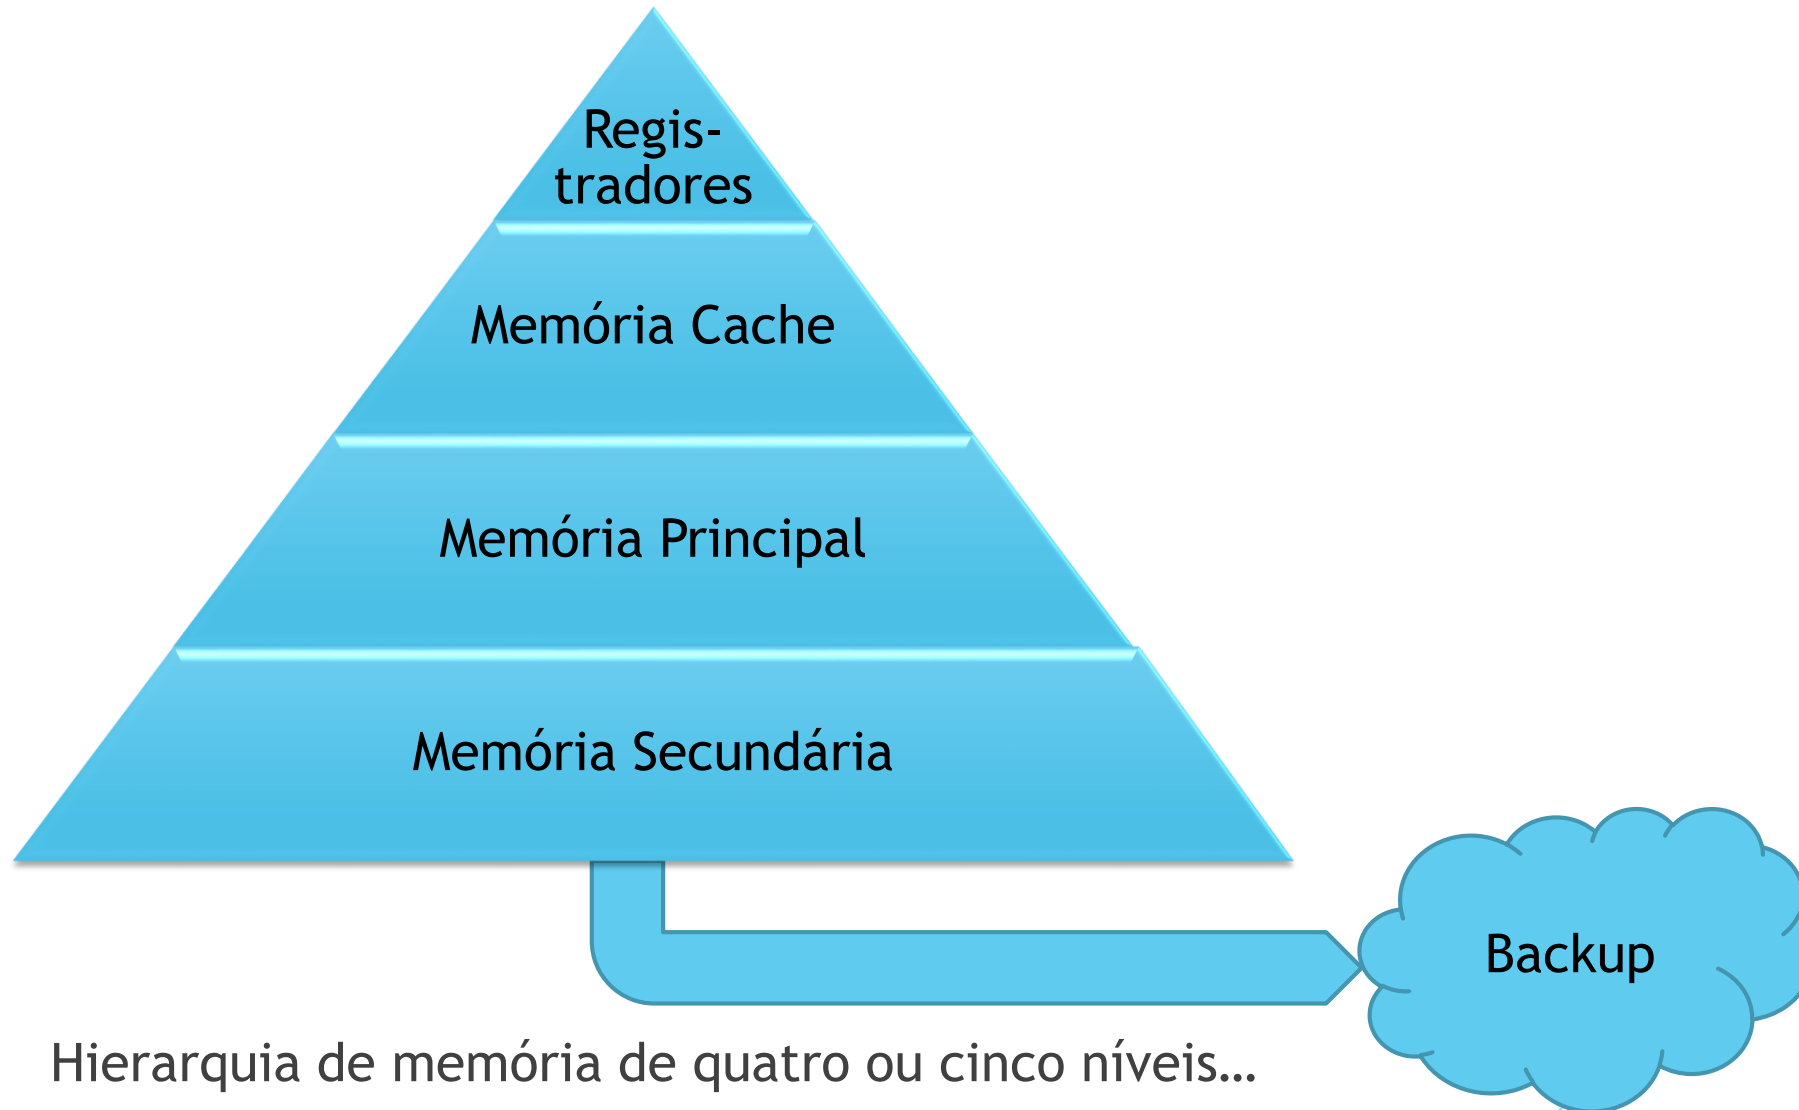 Regis-
tradores
Memória Cache
Memória Principal
Memória Secundária
Backup
Hierarquia de memória de quatro ou cinco níveis...